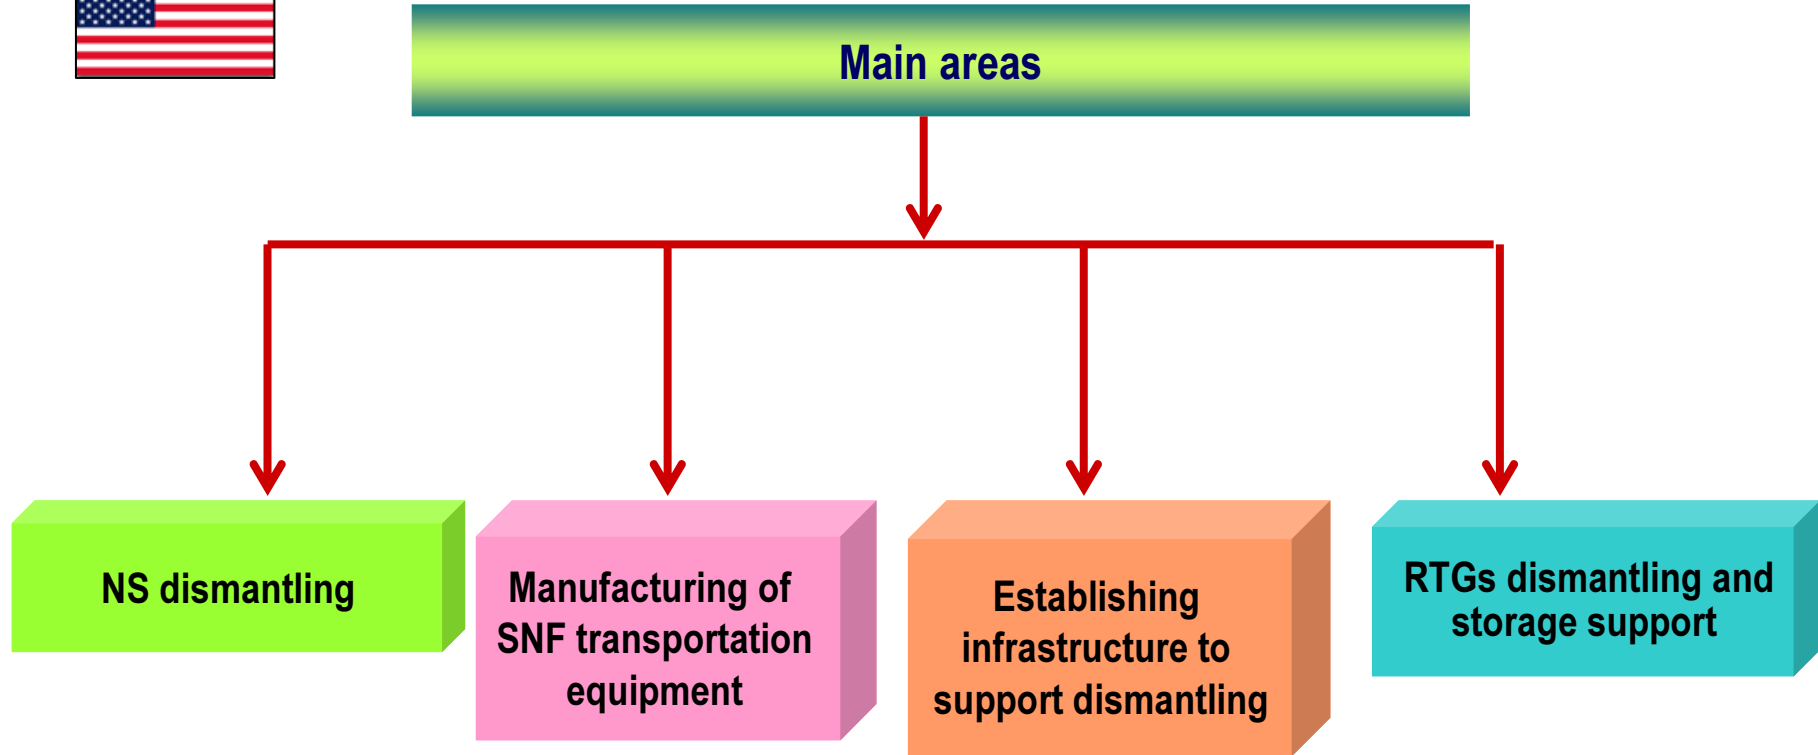 Main areas
NS dismantling
Manufacturing of
SNF transportation
equipment
Establishing
infrastructure to
support dismantling
RTGs dismantling and
storage support